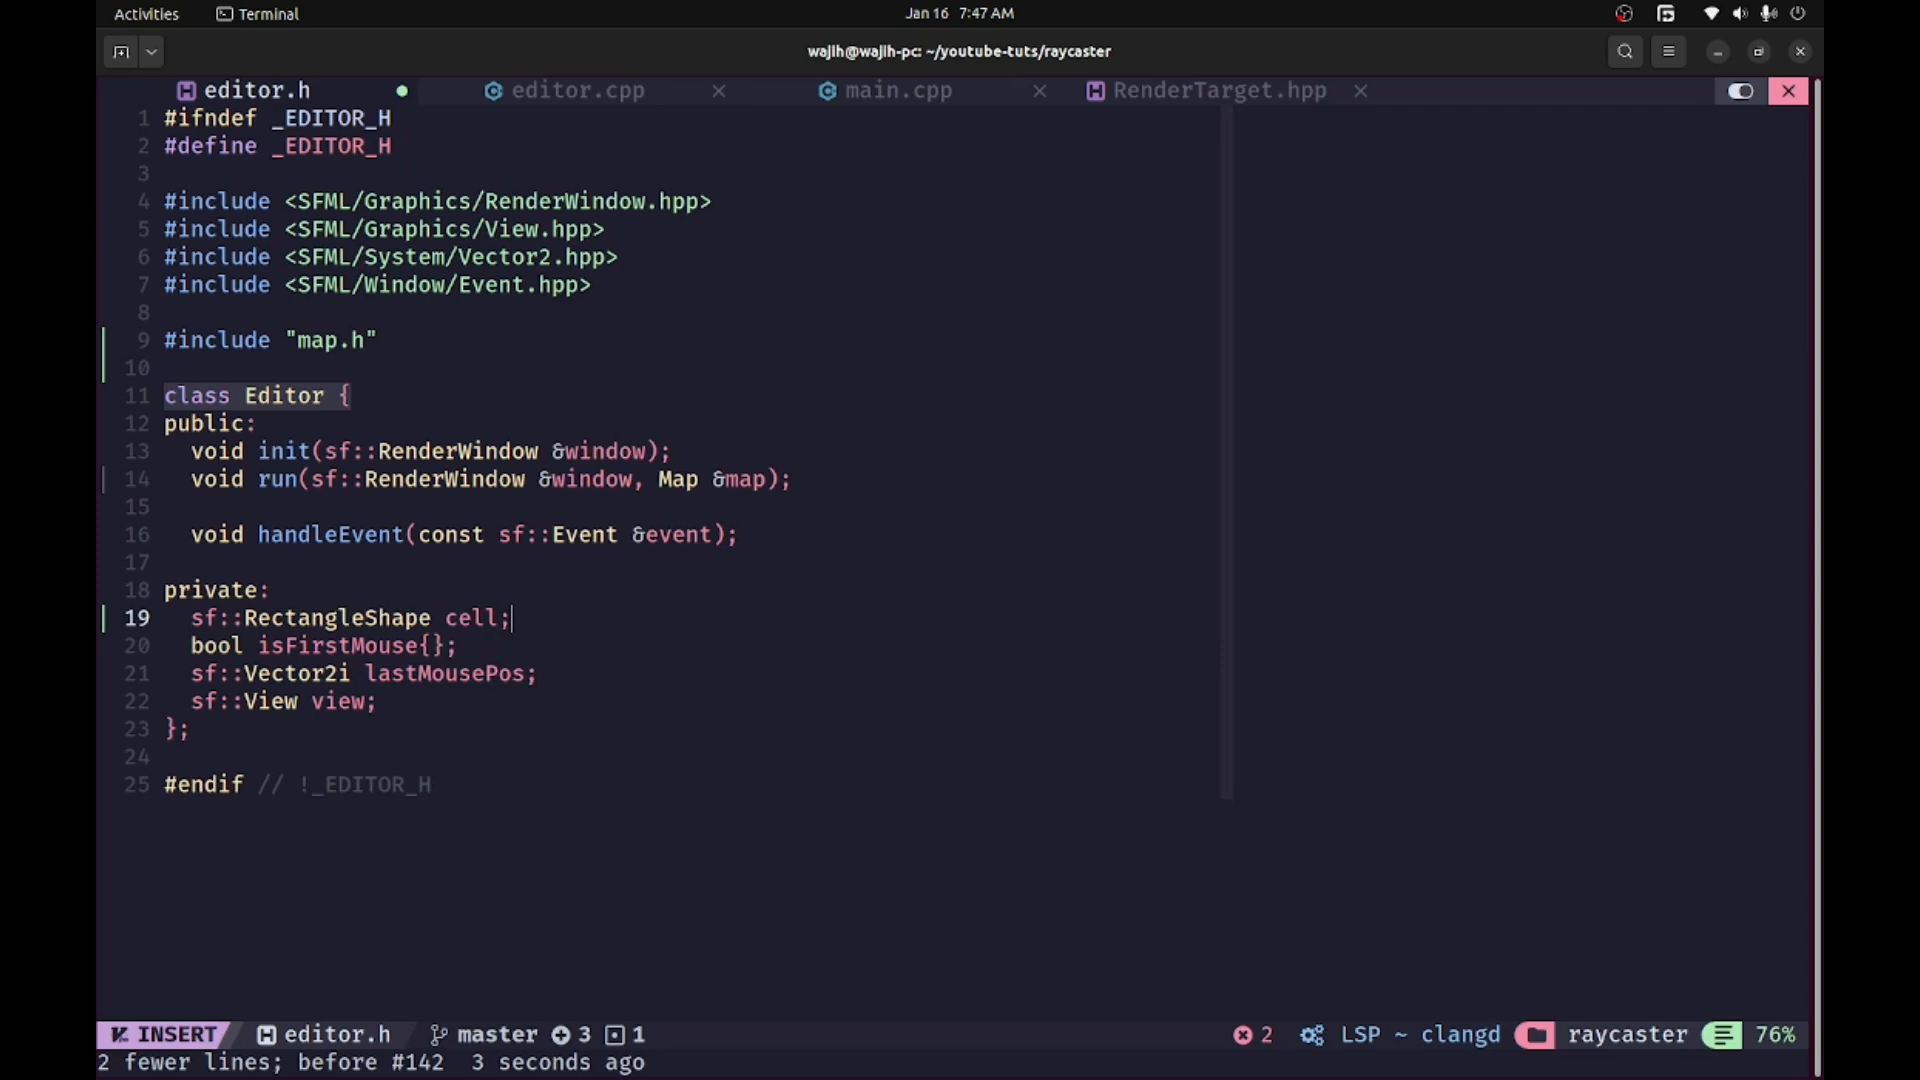 Activities Terminal Jan 16 7:47 AM
wajih@wajih-pc: ~/youtube-tuts/raycaster
editor.h editor.cpp main.cpp RenderTarget.hpp
1 #ifndef _EDITOR_H
2 #define _EDITOR_H
3
4 #include <SFML/Graphics/RenderWindow.hpp>
5 #include <SFML/Graphics/View.hpp>
6 #include <SFML/System/Vector2.hpp>
7 #include <SFML/Window/Event.hpp>
8
9 #include "map.h"
10
11 class Editor {
12 public:
13 void init(sf::RenderWindow &window);
14 void run(sf::RenderWindow &window, Map &map);
15
16 void handleEvent(const sf::Event &event);
17
18 private:
19 sf::RectangleShape cell;
20 bool isFirstMouse{};
21 sf::Vector2i lastMousePos;
22 sf::View view;
23 };
24
25 #endif // !_EDITOR_H
INSERT editor.h master 3 1 2 LSP ~ clangd raycaster 76%
2 fewer lines; before #142 3 seconds ago